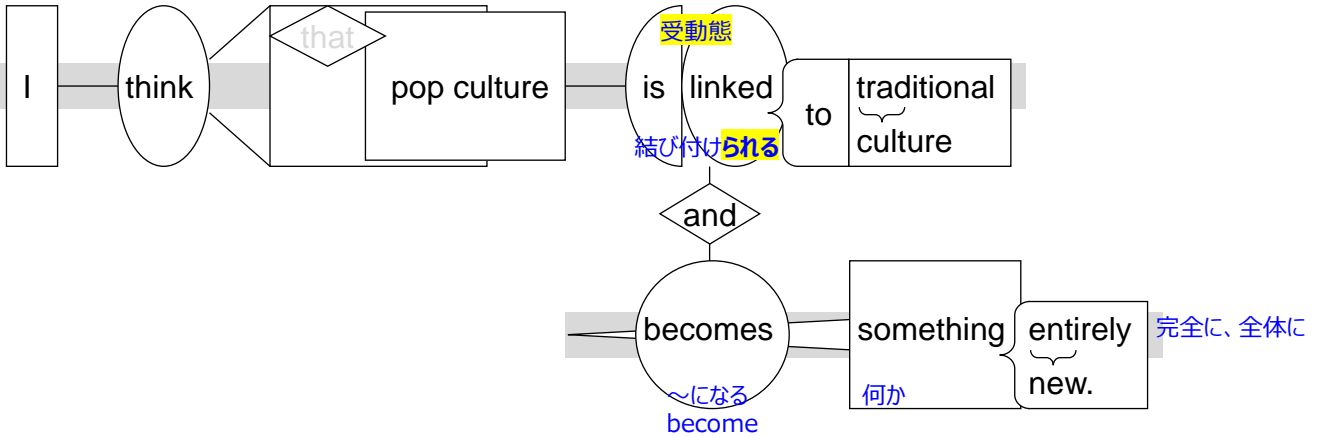 受動態
that
I think pop culture is linked to traditional
culture
結び付けられる
and
becomes something entirely 完全に、全体に
new.
～になる 何か
become